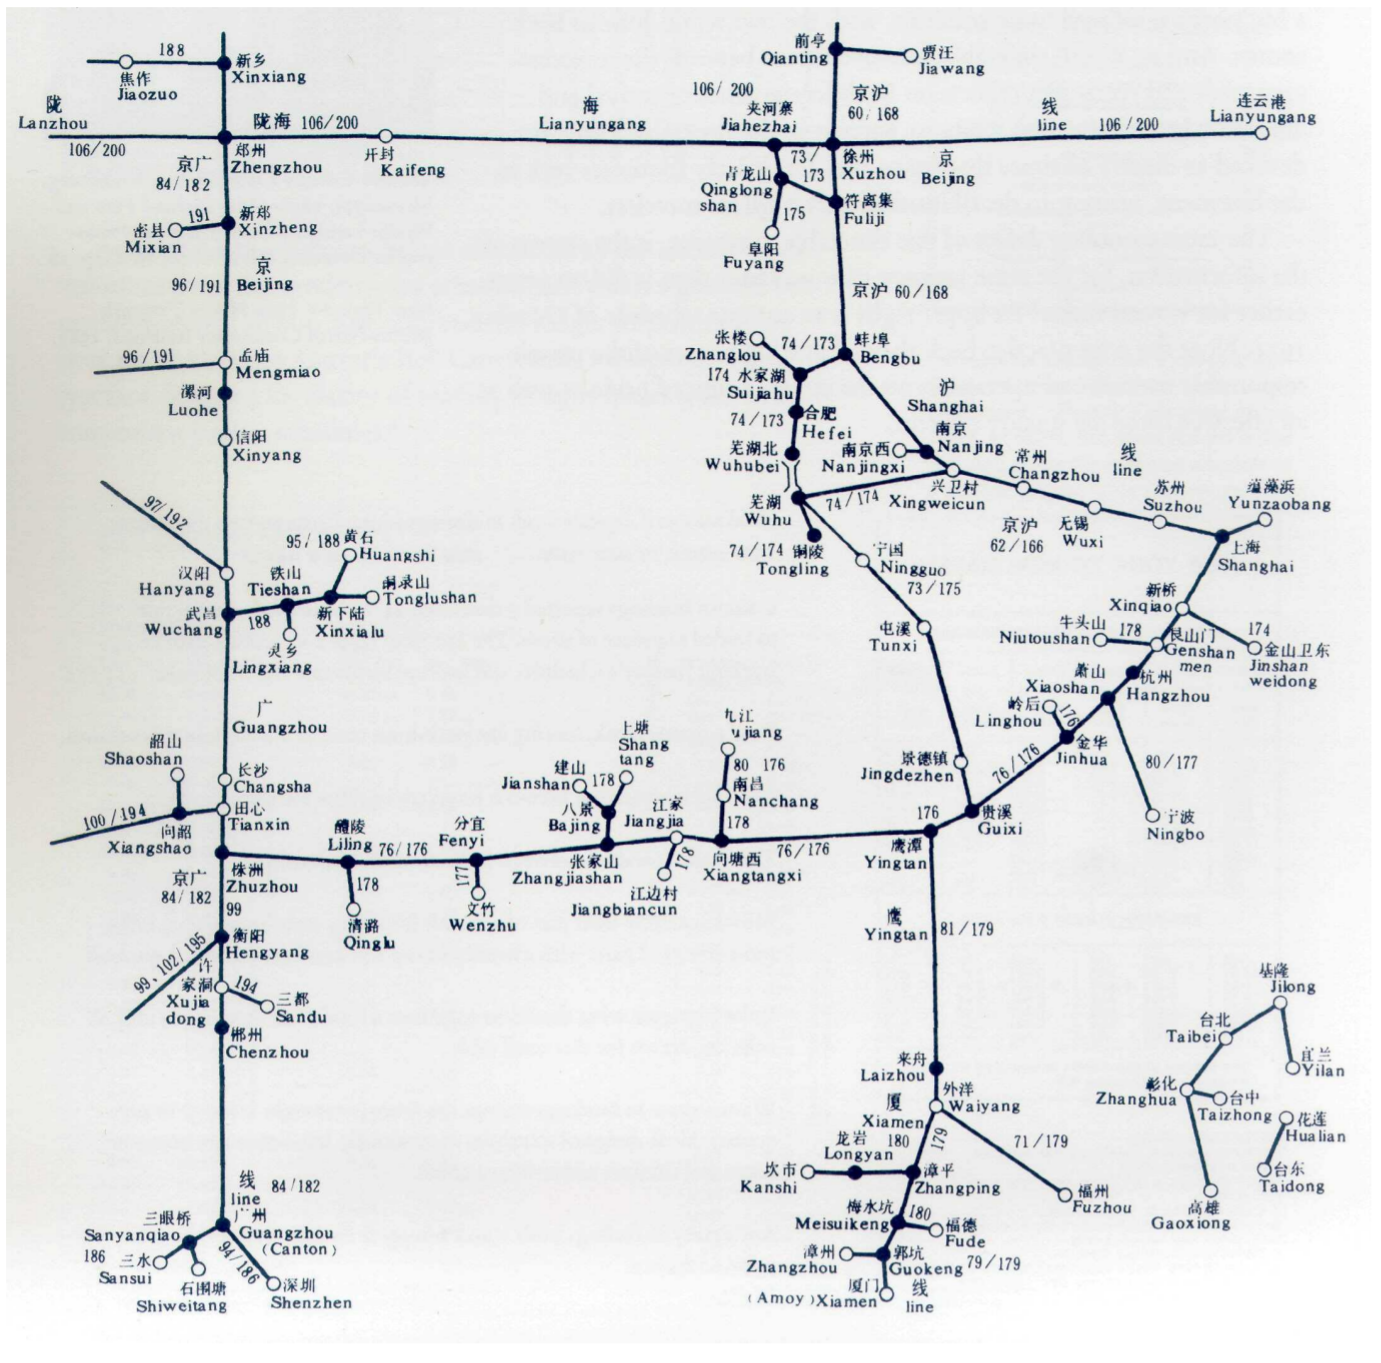 188
焦作
Jiaozuo
新乡
Xinxiang
前亭
Qianting
贾汪
Jiawang
陇
Lanzhou
106/200
陇海 106/200
郑州
Zhengzhou
开封
Kaifeng
海
Lianyungang
106/200
夹河寨
Jiahezhai
京沪
60/168
线
line
106/200
连云港
Lianyungang
73/
173
徐州
Xuzhou
京
Beijing
京广
84/182
青龙山
Qinglong
shan
175
符离集
Fuliji
阜阳
Fuyang
191
密县
Mixian
新郑
Xinzheng
京
Beijing
96/191
京沪 60/168
96/191
孟庙
Mengmiao
漯河
Luohe
信阳
Xinyang
张楼
Zhanglou
74/173
蚌埠
Bengbu
174 水家湖
Suijiahu
74/173
合肥
Hefei
沪
Shanghai
芜湖北
Wuhubei
南京西
Nanjingxi
南京
Nanjing
常州
Changzhou
线
line
芜湖
Wuhu
74/174
兴卫村
Xingweicun
苏州
Suzhou
蕰藻浜
Yunzaobang
京沪
62/166
无锡
Wuxi
上海
Shanghai
97/192
74/174
铜陵
Tongling
宁国
Ningguo
73/175
95/188
黄石
Huangshi
汉阳
Hanyang
铁山
Tieshan
铜录山
Tonglushan
武昌
Wuchang
188
新下陆
Xinxialu
灵乡
Lingxiang
新桥
Xinqiao
牛头山
Niutoushan
178
艮山门
Genshan
men
174
金山卫东
Jinshan
weidong
屯溪
Tunxi
萧山
Xiaoshan
杭州
Hangzhou
岭后
Linghou
176
金华
Jinhua
80/177
76/176
广
Guangzhou
韶山
Shaoshan
长沙
Changsha
田心
Tianxin
100/194
向韶
Xiangshao
上塘
Shang
tang
九江
ujiang
建山
Jianshan
178
80 176
八景
Bajing
江家
Jiangjia
南昌
Nanchang
178
景德镇
Jingdezhen
贵溪
Guixi
宁波
Ningbo
醴陵
Liling
76/176
分宜
Fenyi
176
鹰潭
Yingtan
株洲
Zhuzhou
京广
84/182
99
178
清潞
Qinglu
177
文竹
Wenzhu
张家山
Zhangjiashan
178
江边村
Jiangbiancun
向塘西
Xiangtangxi
76/176
鹰
Yingtan
81/179
衡阳
Hengyang
99、102/195
许
家洞
Xujia
dong
194
三都
Sandu
郴州
Chenzhou
基隆
Jilong
台北
Taibei
宜兰
Yilan
彰化
Zhanghua
台中
Taizhong
花莲
Hualian
台东
Taidong
高雄
Gaoxiong
来舟
Laizhou
外洋
Waiyang
厦
Xiamen
179
71/179
龙岩
Longyan
180
坎市
Kanshi
漳平
Zhangping
福州
Fuzhou
梅水坑
Meisuikeng
180
福德
Fude
漳州
Zhangzhou
郭坑
Guokeng
79/179
厦门
(Amoy)Xiamen
线
line
线
line 84/182
三眼桥
Sanyanqiao
广州
Guangzhou
(Canton)
186
三水
Sansui
石围塘
Shiweitang
94/186
深圳
Shenzhen